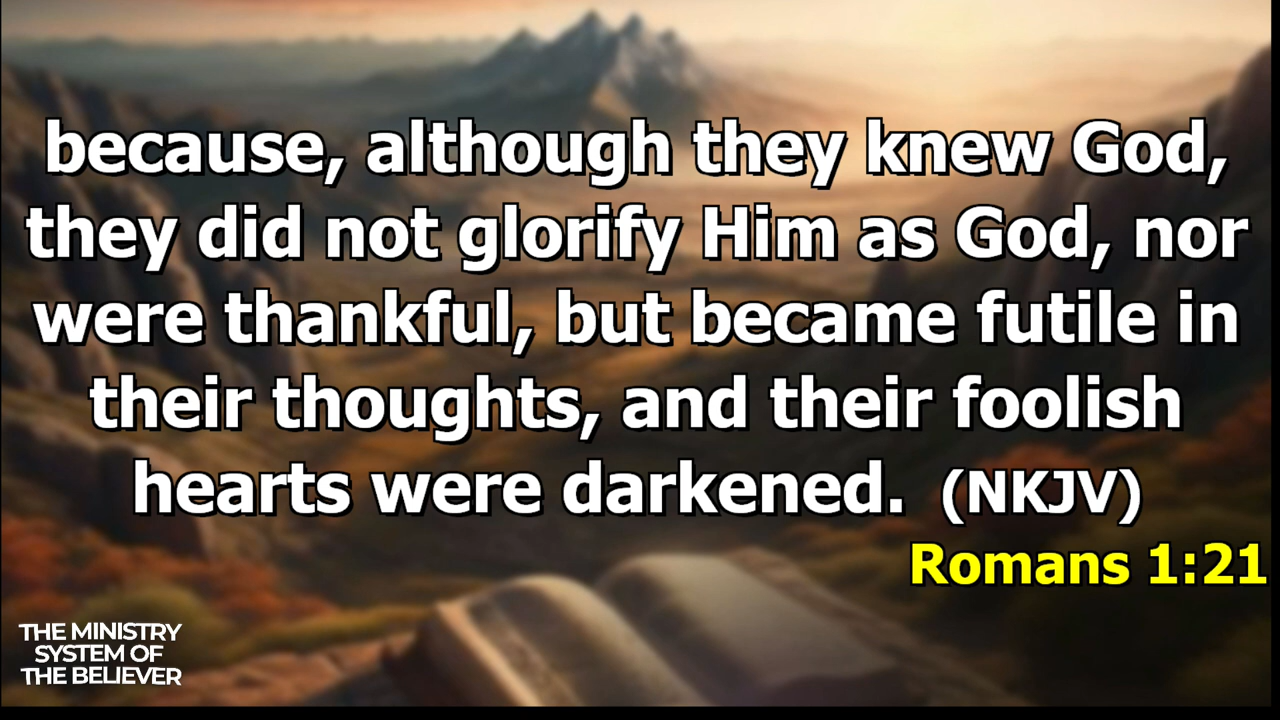 because, although they knew God,
they did not glorify Him as God, nor
were thankful, but became futile in
their thoughts, and their foolish
hearts were darkened. (NKJV)
Romans 1:21
THE MINISTRY
SYSTEM OF
THE BELIEVER